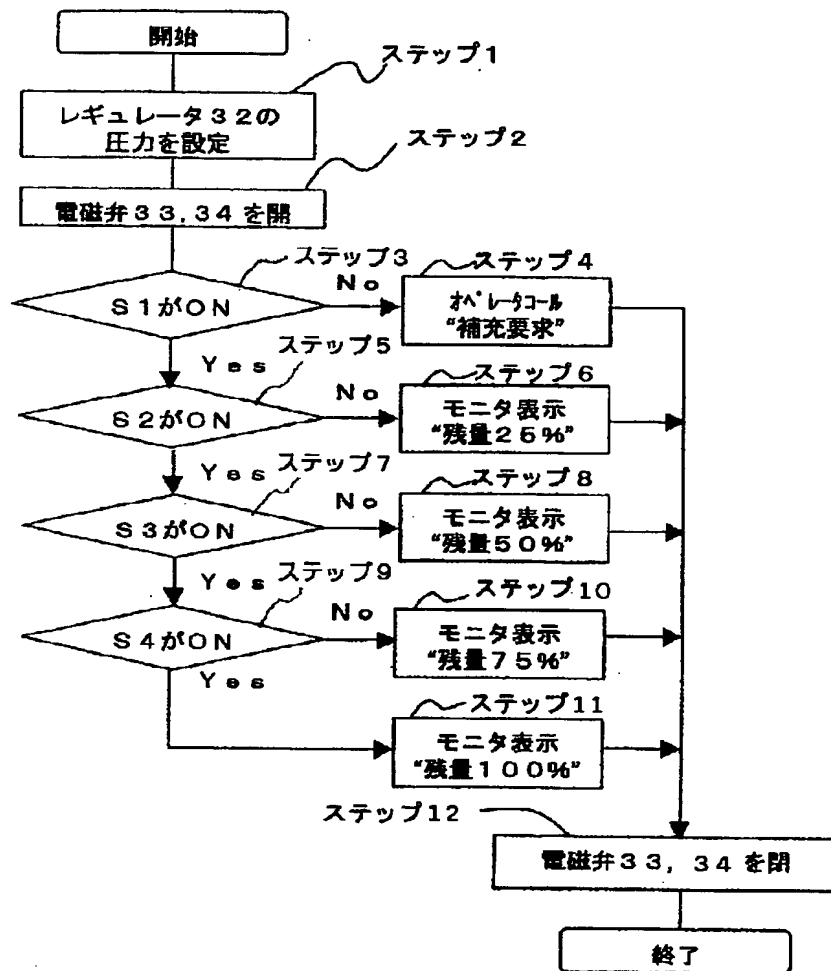 開始
ステップ1
レギュレータ32の
圧力を設定
ステップ2
電磁弁33,34を開
ステップ3
S1がON
No
ステップ4
オペレータコール
“補充要求”
Yes
ステップ5
S2がON
No
ステップ6
モニタ表示
“残量25%”
Yes
ステップ7
S3がON
No
ステップ8
モニタ表示
“残量50%”
Yes
ステップ9
S4がON
No
ステップ10
モニタ表示
“残量75%”
Yes
ステップ11
モニタ表示
“残量100%”
ステップ12
電磁弁33,34を閉
終了